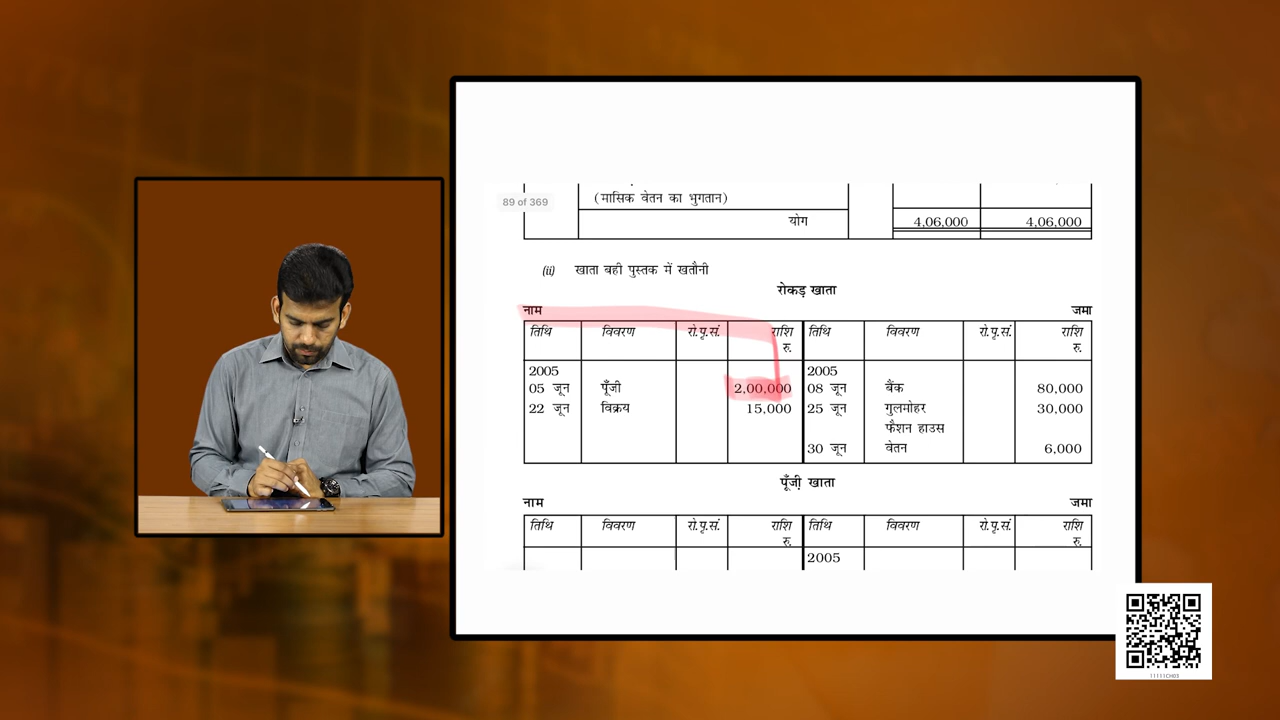 (मासिक वेतन का भुगतान)
89 of 369
योग 4,06,000 4,06,000
(ii) खाता बही पुस्तक में खतौनी
रोकड़ खाता
नाम जमा
तिथि विवरण रो.पृ.सं. राशि तिथि विवरण रो.पृ.सं. राशि
रु. रु.
2005 2005
05 जून पूँजी 2,00,000 08 जून बैंक 80,000
22 जून विक्रय 15,000 25 जून गुलमोहर 30,000
फैशन हाउस
30 जून वेतन 6,000
पूँजी खाता
नाम जमा
तिथि विवरण रो.पृ.सं. राशि तिथि विवरण रो.पृ.सं. राशि
रु. रु.
2005
11111CH03